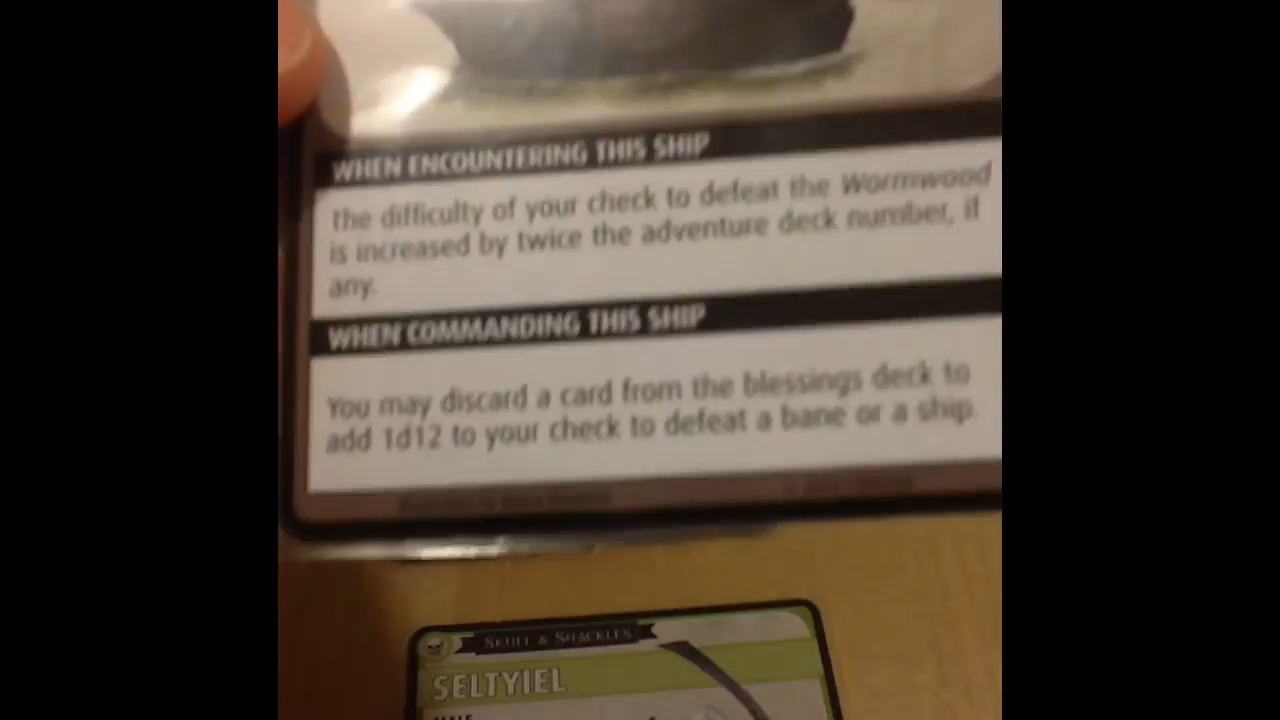 WHEN ENCOUNTERING THIS SHIP
The difficulty of your check to defeat the Wormwood
is increased by twice the adventure deck number, if
any.
WHEN COMMANDING THIS SHIP
You may discard a card from the blessings deck to
add 1d12 to your check to defeat a bane or a ship.
SKULL & SHACKLES
SELTYIEL
MALE